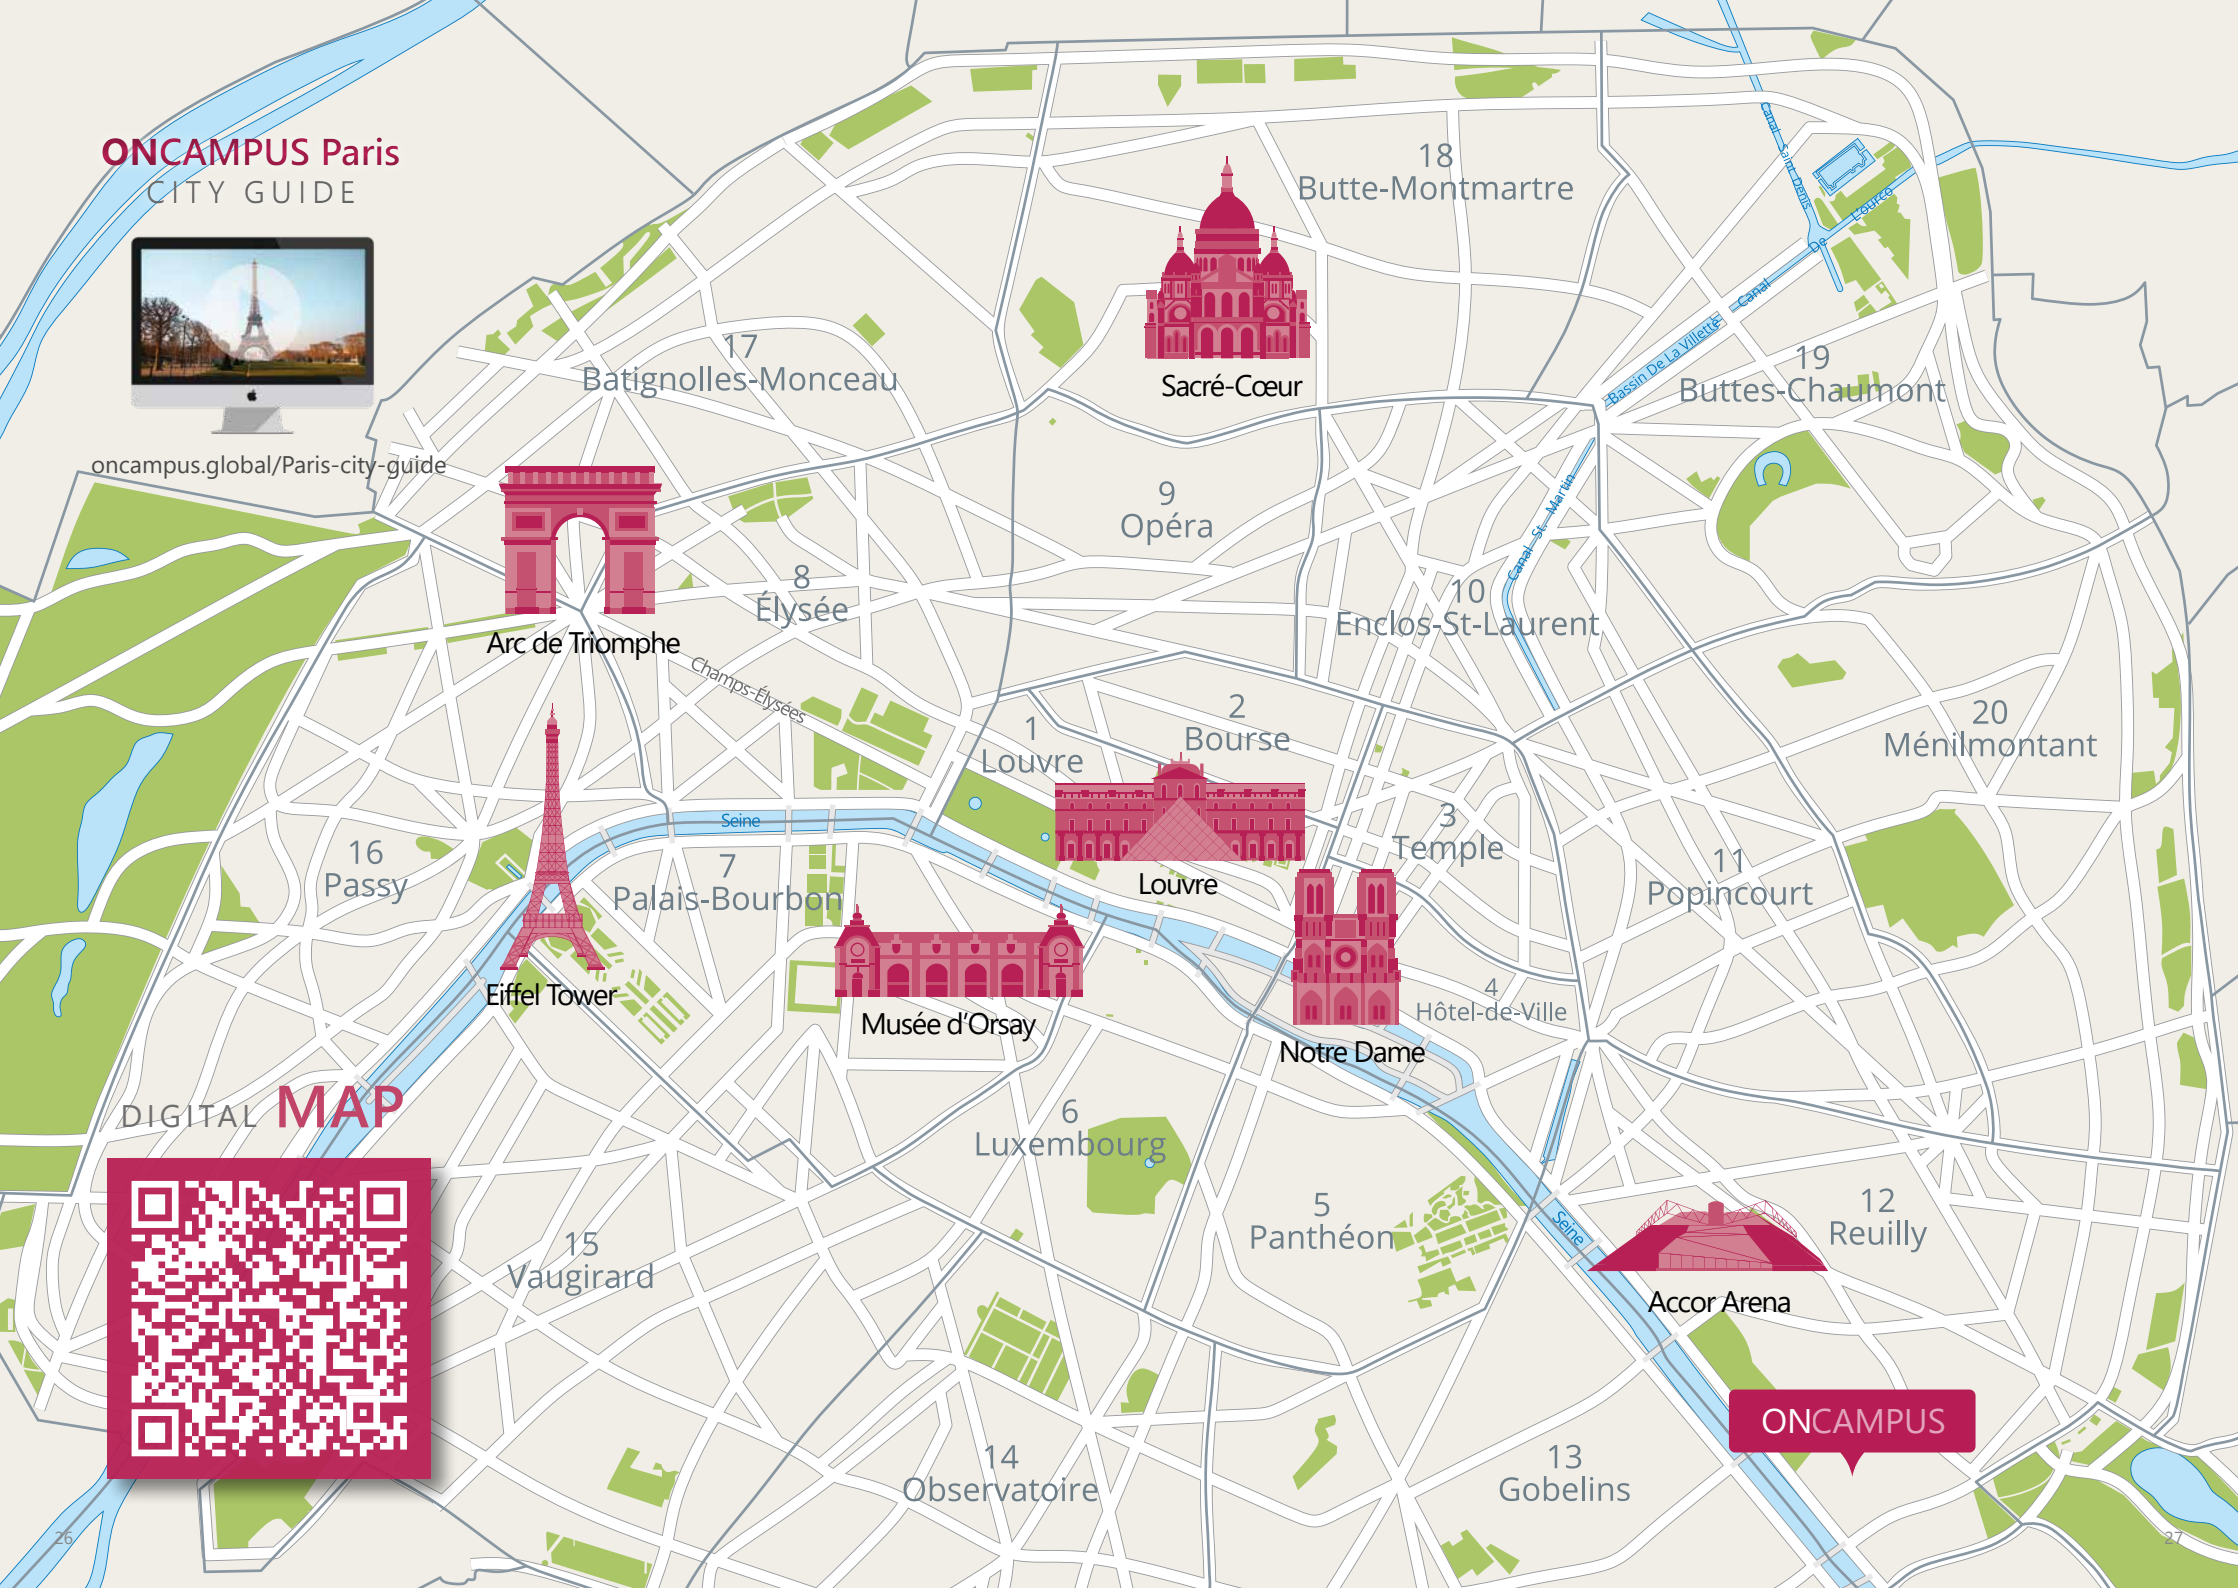 ONCAMPUS Paris
CITY GUIDE
oncampus.global/Paris-city-guide
18
Butte-Montmartre
Canal Saint Denis
L'ourcq
De
Canal
Bassin De La Villette
Sacré-Cœur
17
Batignolles-Monceau
19
Buttes-Chaumont
Canal St. Martin
9
Opéra
8
Élysée
10
Enclos-St-Laurent
Arc de Triomphe
Champs-Élysées
1
Louvre
2
Bourse
20
Ménilmontant
3
Temple
Seine
16
Passy
7
Palais-Bourbon
Louvre
11
Popincourt
Eiffel Tower
Musée d'Orsay
4
Hôtel-de-Ville
Notre Dame
DIGITAL MAP
6
Luxembourg
5
Panthéon
Seine
12
Reuilly
15
Vaugirard
Accor Arena
ONCAMPUS
14
Observatoire
13
Gobelins
26
27